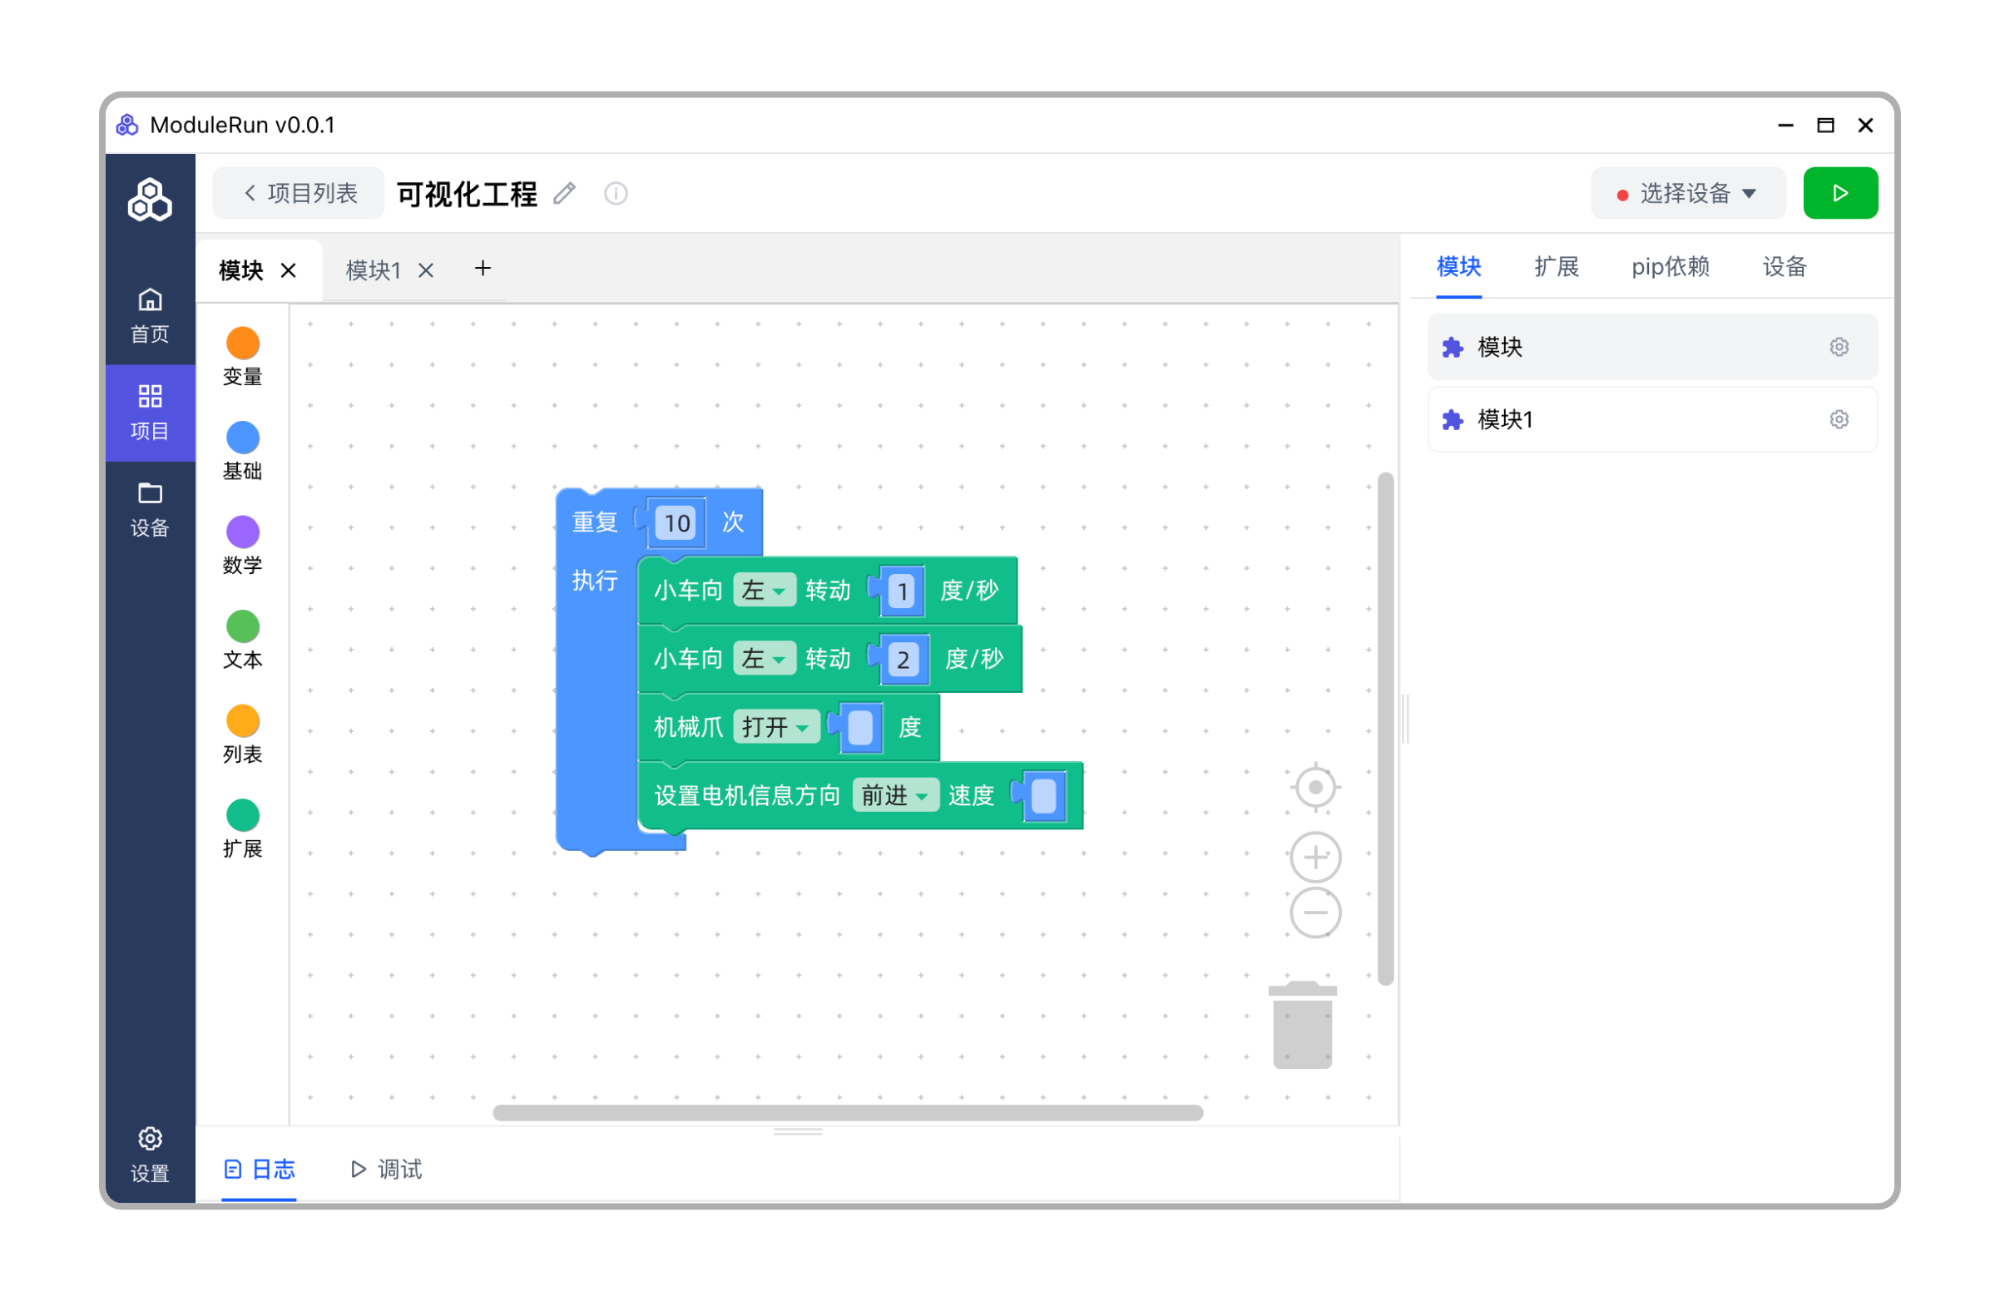 ModuleRun v0.0.1
项目列表
可视化工程
选择设备
首页
项目
设备
设置
模块
模块1
变量
基础
数学
文本
列表
扩展
重复 10 次
执行
小车向 左 转动 1 度/秒
小车向 左 转动 2 度/秒
机械爪 打开 度
设置电机信息方向 前进 速度
日志
调试
模块
扩展
pip依赖
设备
模块
模块1